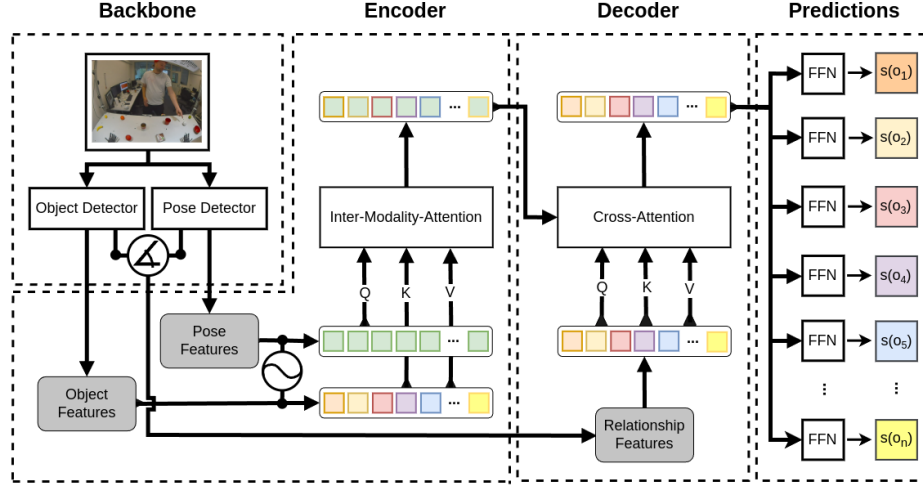 Backbone
Encoder
Decoder
Predictions
Object Detector
Pose Detector
Inter-Modality-Attention
Cross-Attention
Q
K
V
Q
K
V
Pose
Features
Object
Features
Relationship
Features
...
...
...
...
...
FFN
s(o1)
FFN
s(o2)
FFN
s(o3)
FFN
s(o4)
FFN
s(o5)
...
...
FFN
s(on)